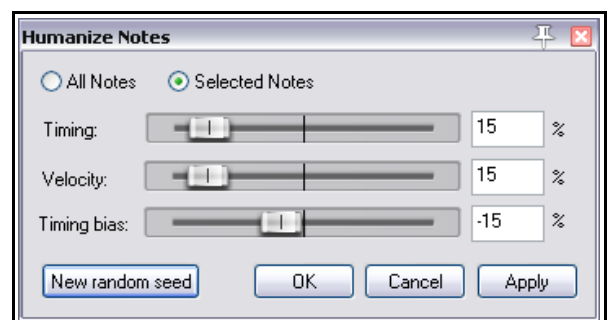 Humanize Notes
All Notes Selected Notes
Timing: 15 %
Velocity: 15 %
Timing bias: -15 %
New random seed OK Cancel Apply